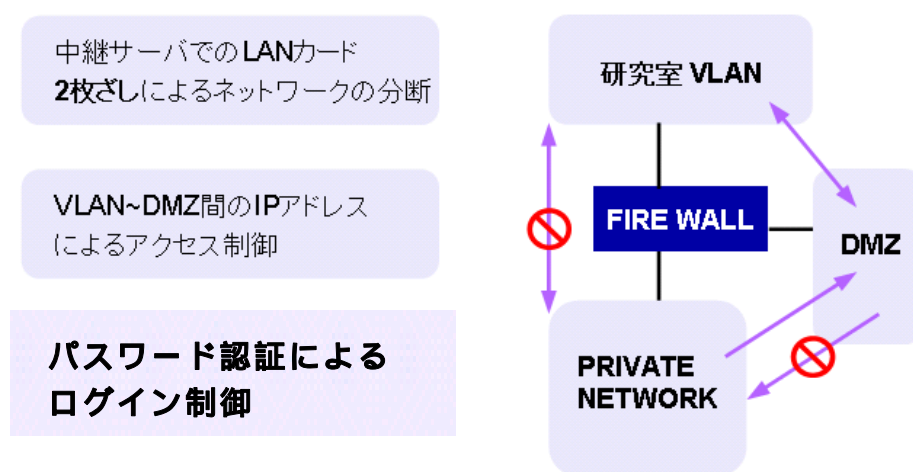 中継サーバでのLANカード
2枚ざしによるネットワークの分断
VLAN~DMZ間のIPアドレス
によるアクセス制御
パスワード認証による
ログイン制御
研究室 VLAN
FIRE WALL
DMZ
PRIVATE
NETWORK